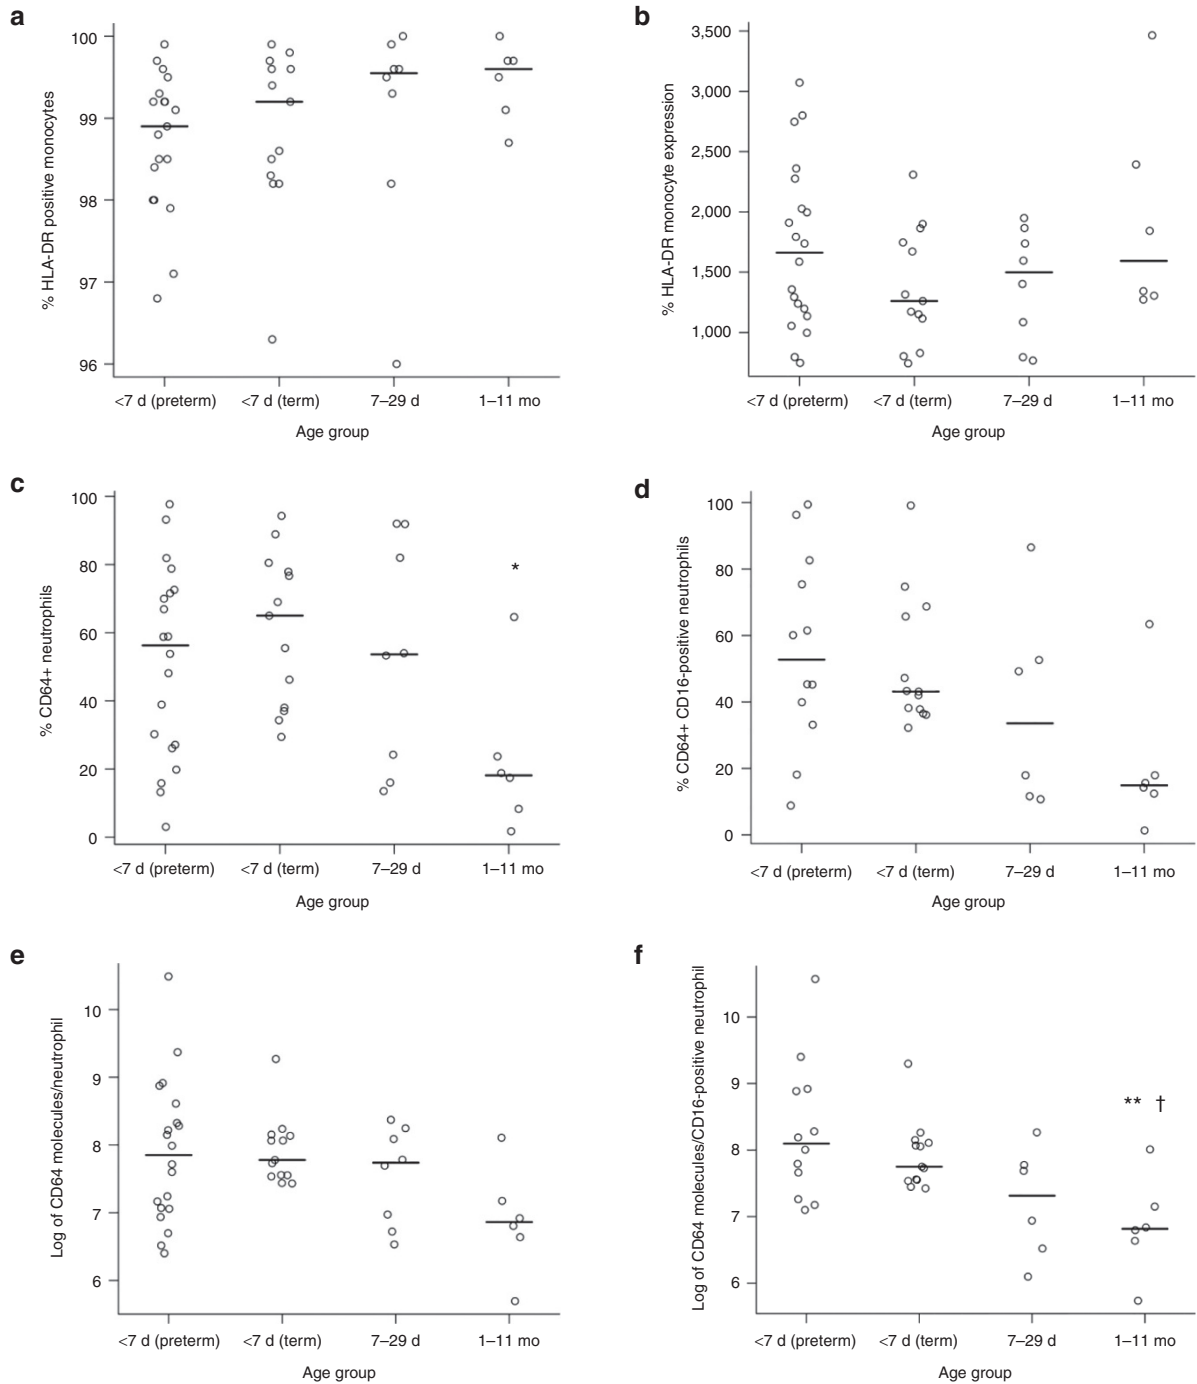 a
% HLA-DR positive monocytes
100
99
98
97
96
<7 d (preterm)
<7 d (term)
7–29 d
1–11 mo
Age group
b
% HLA-DR monocyte expression
3,500
3,000
2,500
2,000
1,500
1,000
<7 d (preterm)
<7 d (term)
7–29 d
1–11 mo
Age group
c
% CD64+ neutrophils
100
80
60
40
20
0
*
<7 d (preterm)
<7 d (term)
7–29 d
1–11 mo
Age group
d
% CD64+ CD16-positive neutrophils
100
80
60
40
20
0
<7 d (preterm)
<7 d (term)
7–29 d
1–11 mo
Age group
e
Log of CD64 molecules/neutrophil
10
9
8
7
6
<7 d (preterm)
<7 d (term)
7–29 d
1–11 mo
Age group
f
Log of CD64 molecules/CD16-positive neutrophil
10
9
8
7
6
** †
<7 d (preterm)
<7 d (term)
7–29 d
1–11 mo
Age group